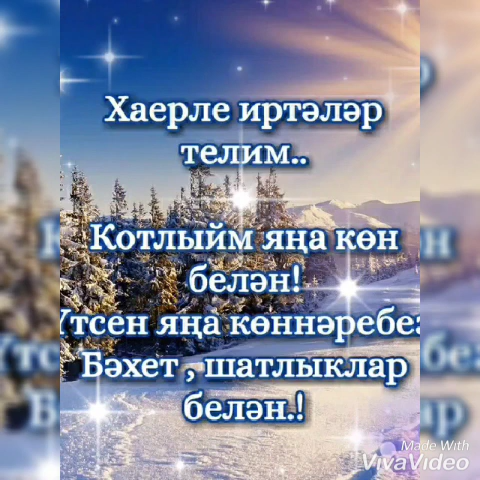 Хаерле иртәләр
телим..
Котлыйм яңа көн
белән!
Үтсен яңа көннәребез
Бәхет , шатлыклар
белән.!
Made With
VivaVideo